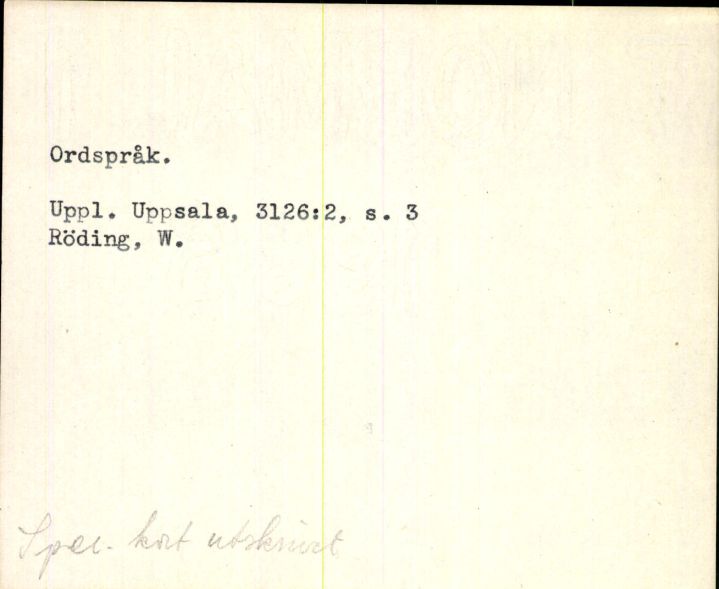 Ordspråk.
Uppl. Uppsala, 3126:2, s. 3
Röding, W.
Spec. kort utskrivet